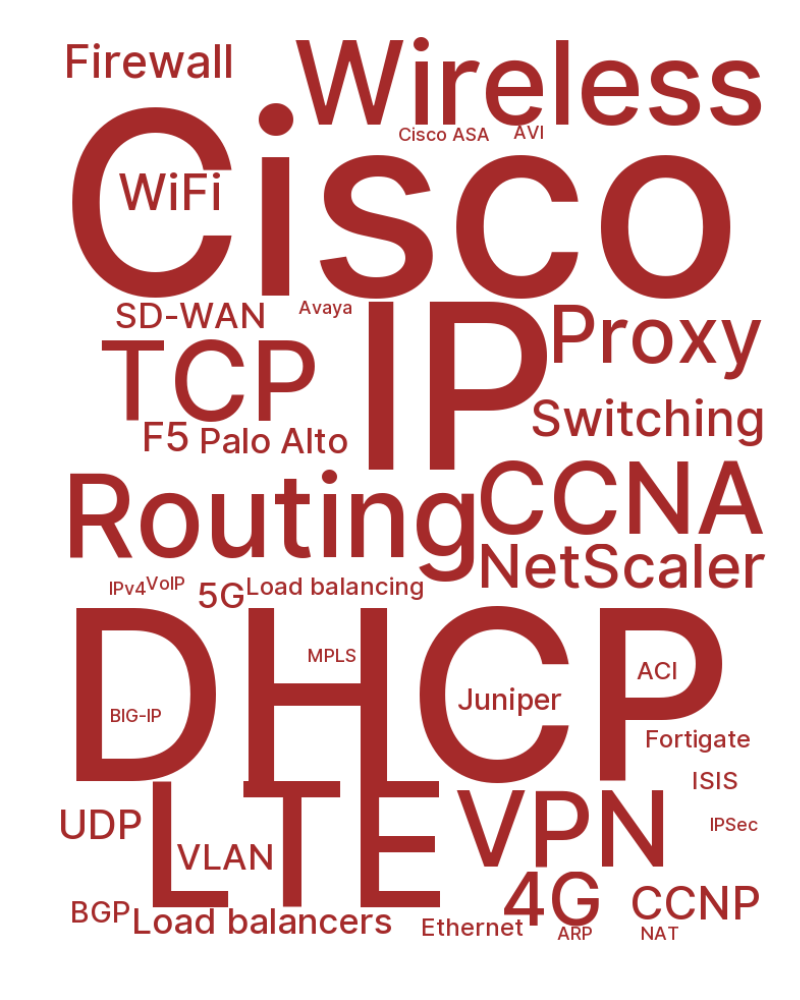 Firewall
Wireless
Cisco ASA
AVI
Cisco
WiFi
SD-WAN
Avaya
IP
Proxy
TCP
Switching
F5
Palo Alto
Routing
CCNA
NetScaler
IPv4
VoIP
5G
Load balancing
DHCP
MPLS
ACI
Juniper
BIG-IP
Fortigate
ISIS
LTE
VPN
UDP
IPSec
VLAN
4G
CCNP
BGP
Load balancers
Ethernet
ARP
NAT